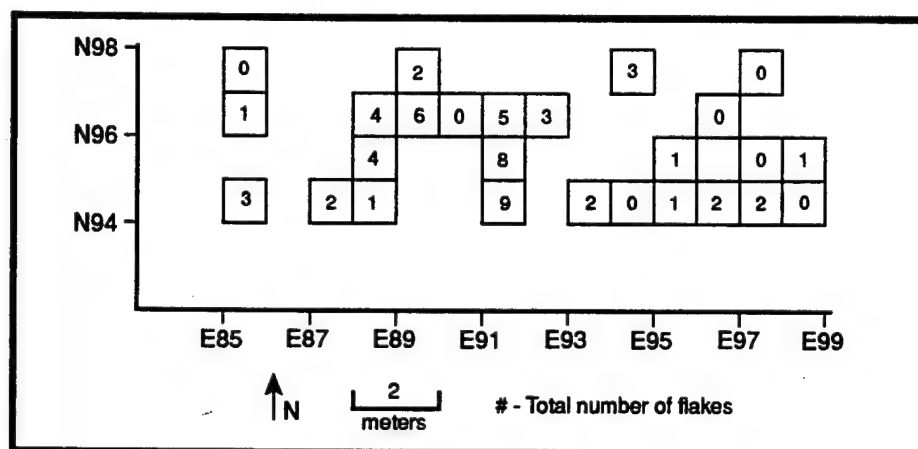 N98 0 2 3 0
1 4 6 0 5 3 0
N96
4 8 1 0 1
3 2 1 9 2 0 1 2 2 0
N94
E85 E87 E89 E91 E93 E95 E97 E99
N 2 # - Total number of flakes
meters